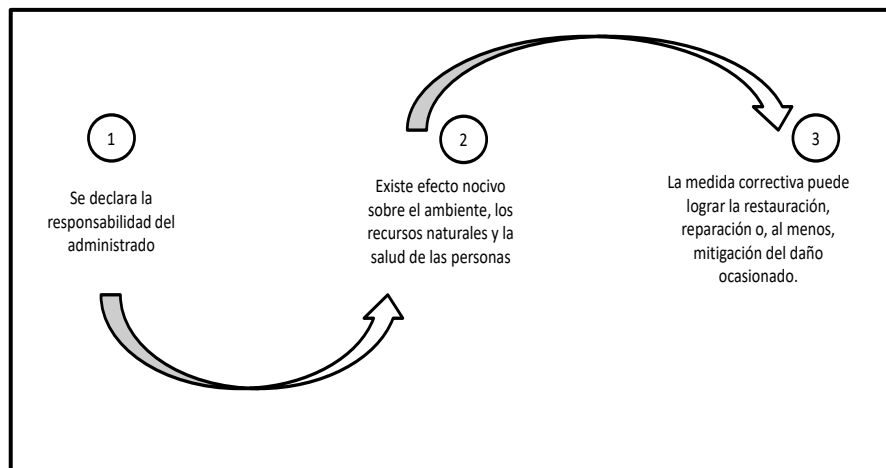 1
Se declara la
responsabilidad del
administrado
2
Existe efecto nocivo
sobre el ambiente, los
recursos naturales y la
salud de las personas
3
La medida correctiva puede
lograr la restauración,
reparación o, al menos,
mitigación del daño
ocasionado.